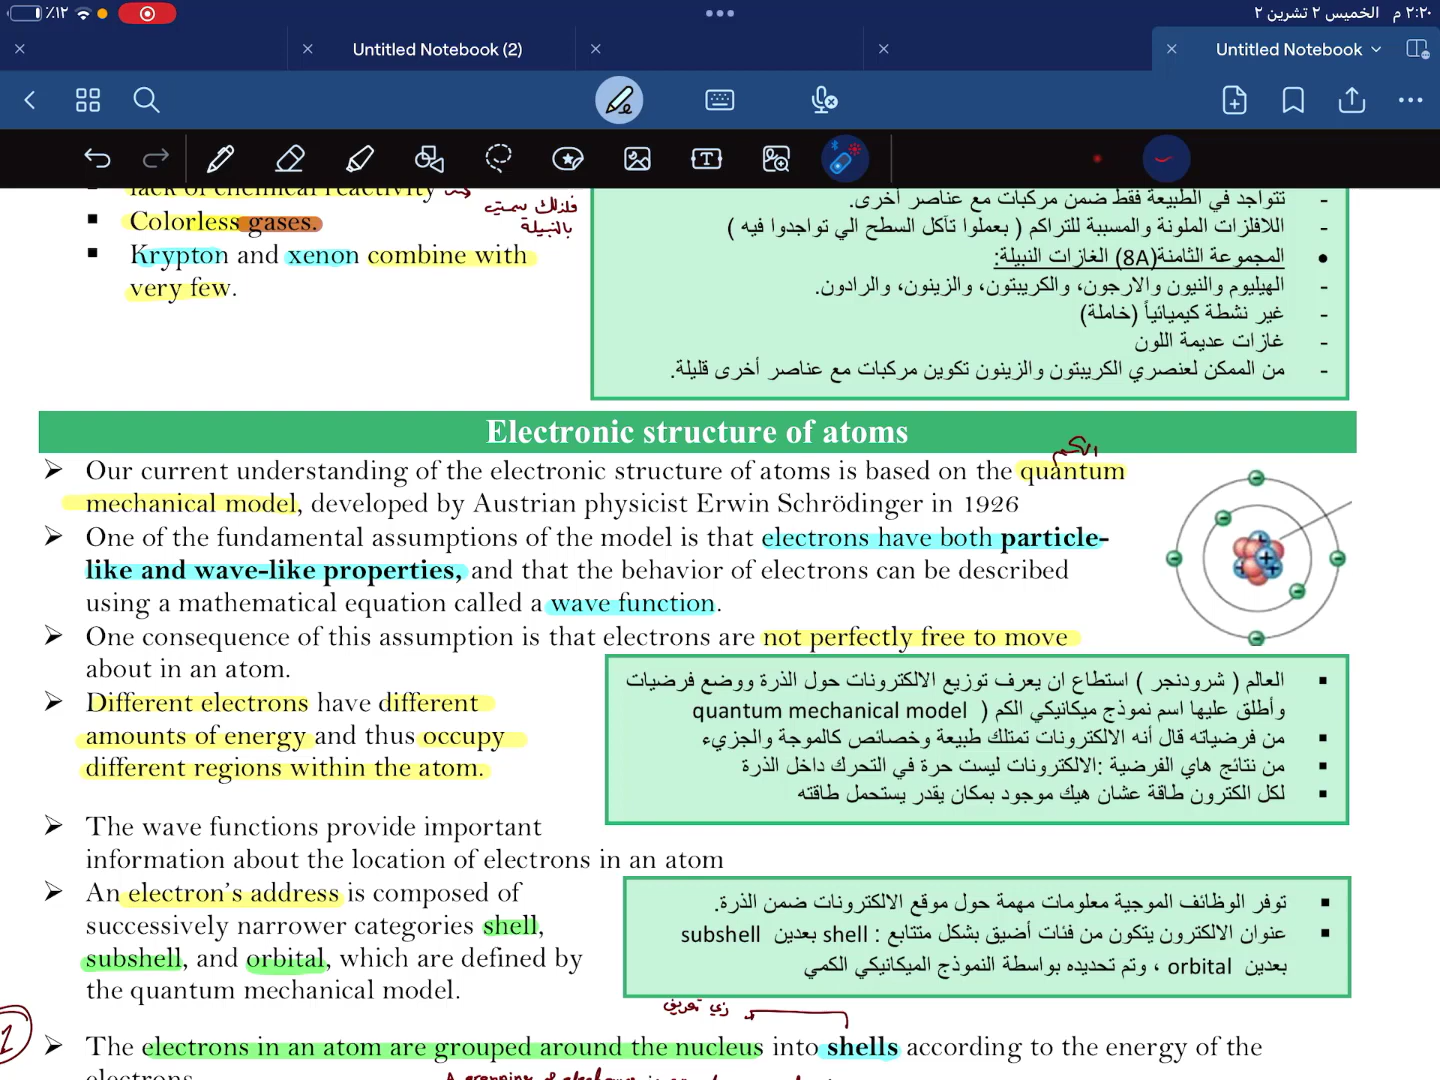 ٪١٢
٢:٢٠ م الخميس ٢ تشرين ٢
Untitled Notebook (2)
Untitled Notebook
lack of chemical reactivity
Colorless gases.
Krypton and xenon combine with
very few.
فلزلك سميت
بالنبيلة
- تتواجد في الطبيعة فقط ضمن مركبات مع عناصر أخرى.
- اللافلزات الملونة والمسببة للتراكم ( بعملوا تآكل السطح الي تواجدوا فيه )
• المجموعة الثامنة(8A) الغازات النبيلة:
- الهيليوم والنيون والارجون، والكريبتون، والزينون، والرادون.
- غير نشطة كيميائياً (خاملة)
- غازات عديمة اللون
- من الممكن لعنصري الكريبتون والزينون تكوين مركبات مع عناصر أخرى قليلة.
Electronic structure of atoms
الكم
➢ Our current understanding of the electronic structure of atoms is based on the quantum
mechanical model, developed by Austrian physicist Erwin Schrödinger in 1926
➢ One of the fundamental assumptions of the model is that electrons have both particle-
like and wave-like properties, and that the behavior of electrons can be described
using a mathematical equation called a wave function.
➢ One consequence of this assumption is that electrons are not perfectly free to move
about in an atom.
➢ Different electrons have different
amounts of energy and thus occupy
different regions within the atom.
▪ العالم ( شرودنجر ) استطاع ان يعرف توزيع الالكترونات حول الذرة ووضع فرضيات
وأطلق عليها اسم نموذج ميكانيكي الكم ( quantum mechanical model
▪ من فرضياته قال أنه الالكترونات تمتلك طبيعة وخصائص كالموجة والجزيء
▪ من نتائج هاي الفرضية :الالكترونات ليست حرة في التحرك داخل الذرة
▪ لكل الكترون طاقة عشان هيك موجود بمكان يقدر يستحمل طاقته
➢ The wave functions provide important
information about the location of electrons in an atom
➢ An electron's address is composed of
successively narrower categories shell,
subshell, and orbital, which are defined by
the quantum mechanical model.
▪ توفر الوظائف الموجية معلومات مهمة حول موقع الالكترونات ضمن الذرة.
▪ عنوان الالكترون يتكون من فئات أضيق بشكل متتابع : shell بعدين subshell
بعدين orbital ، وتم تحديده بواسطة النموذج الميكانيكي الكمي
زي تعريف
1
➢ The electrons in an atom are grouped around the nucleus into shells according to the energy of the
electrons